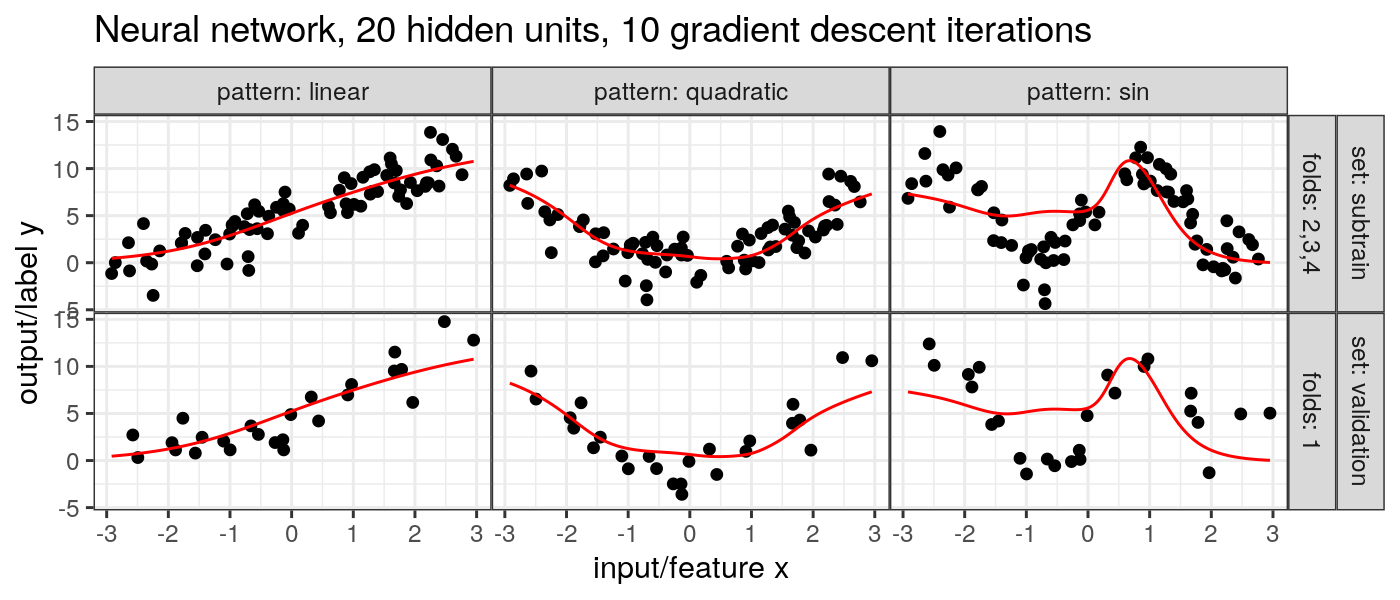 Neural network, 20 hidden units, 10 gradient descent iterations
pattern: linear
pattern: quadratic
pattern: sin
output/label y
15
10
5
0
-5
folds: 2,3,4
set: subtrain
15
10
5
0
-5
folds: 1
set: validation
-3 -2 -1 0 1 2 3
-3 -2 -1 0 1 2 3
-3 -2 -1 0 1 2 3
input/feature x